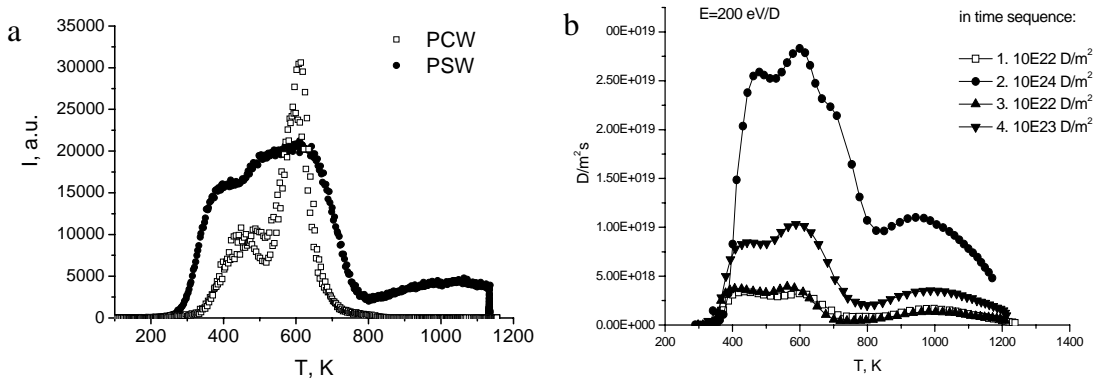 a
PCW
PSW
35000
30000
25000
20000
15000
10000
5000
0
I, a.u.
200 400 600 800 1000 1200
T, K
b
E=200 eV/D
in time sequence:
1. 10E22 D/m²
2. 10E24 D/m²
3. 10E22 D/m²
4. 10E23 D/m²
00E+019
2.50E+019
2.00E+019
1.50E+019
1.00E+019
5.00E+018
0.00E+000
D/m²s
200 400 600 800 1000 1200 1400
T, K